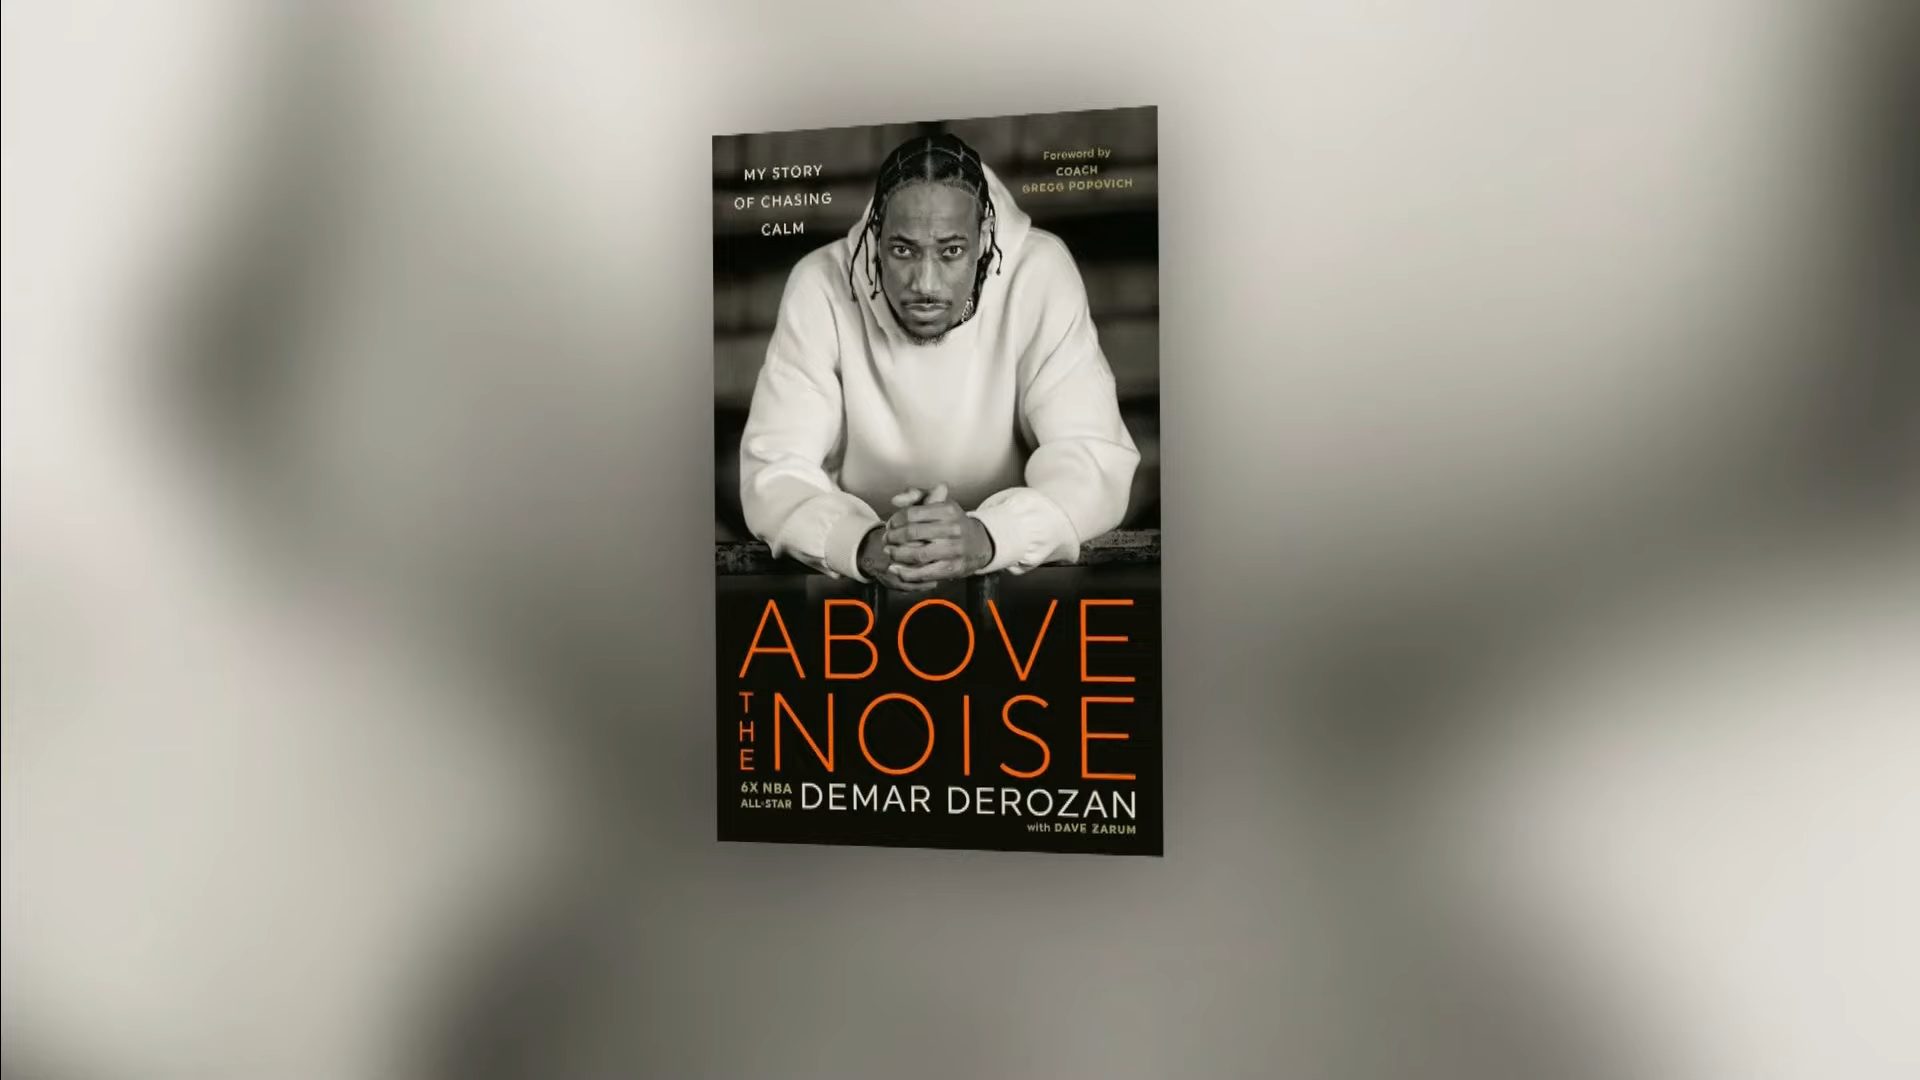 MY STORY
OF CHASING
CALM
Foreword by
COACH
GREGG POPOVICH
ABOVE
THE
NOISE
6X NBA
ALL-STAR
DEMAR DEROZAN
with DAVE ZARUM